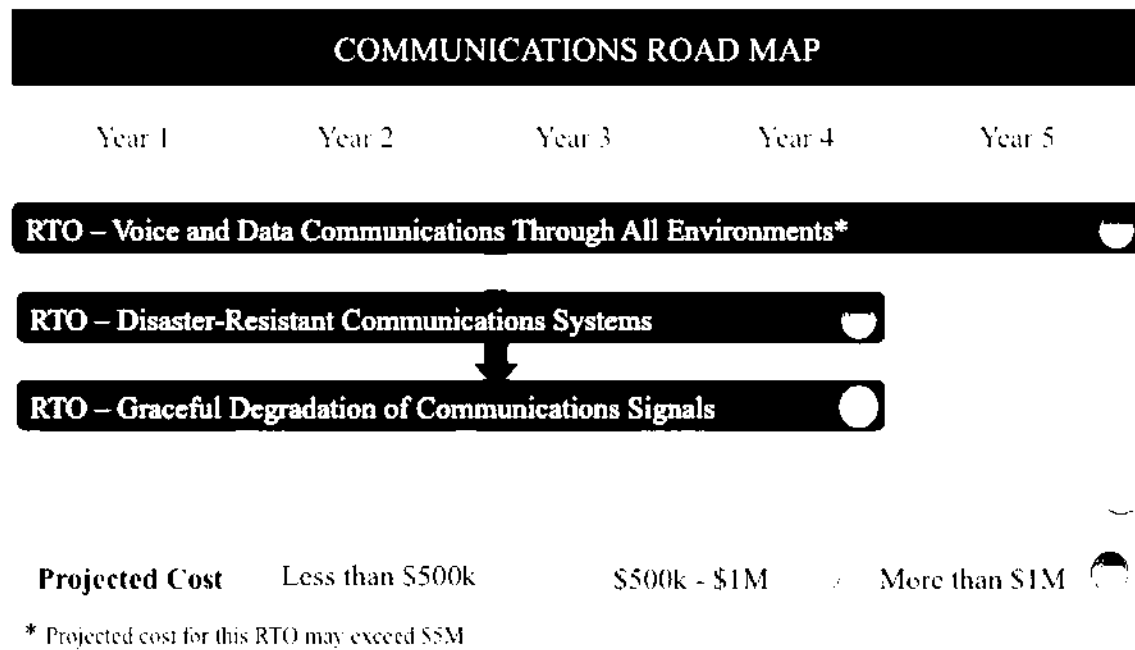 COMMUNICATIONS ROAD MAP
Year 1 Year 2 Year 3 Year 4 Year 5
RTO – Voice and Data Communications Through All Environments*
RTO – Disaster-Resistant Communications Systems
RTO – Graceful Degradation of Communications Signals
Projected Cost Less than $500k $500k - $1M More than $1M
* Projected cost for this RTO may exceed $5M